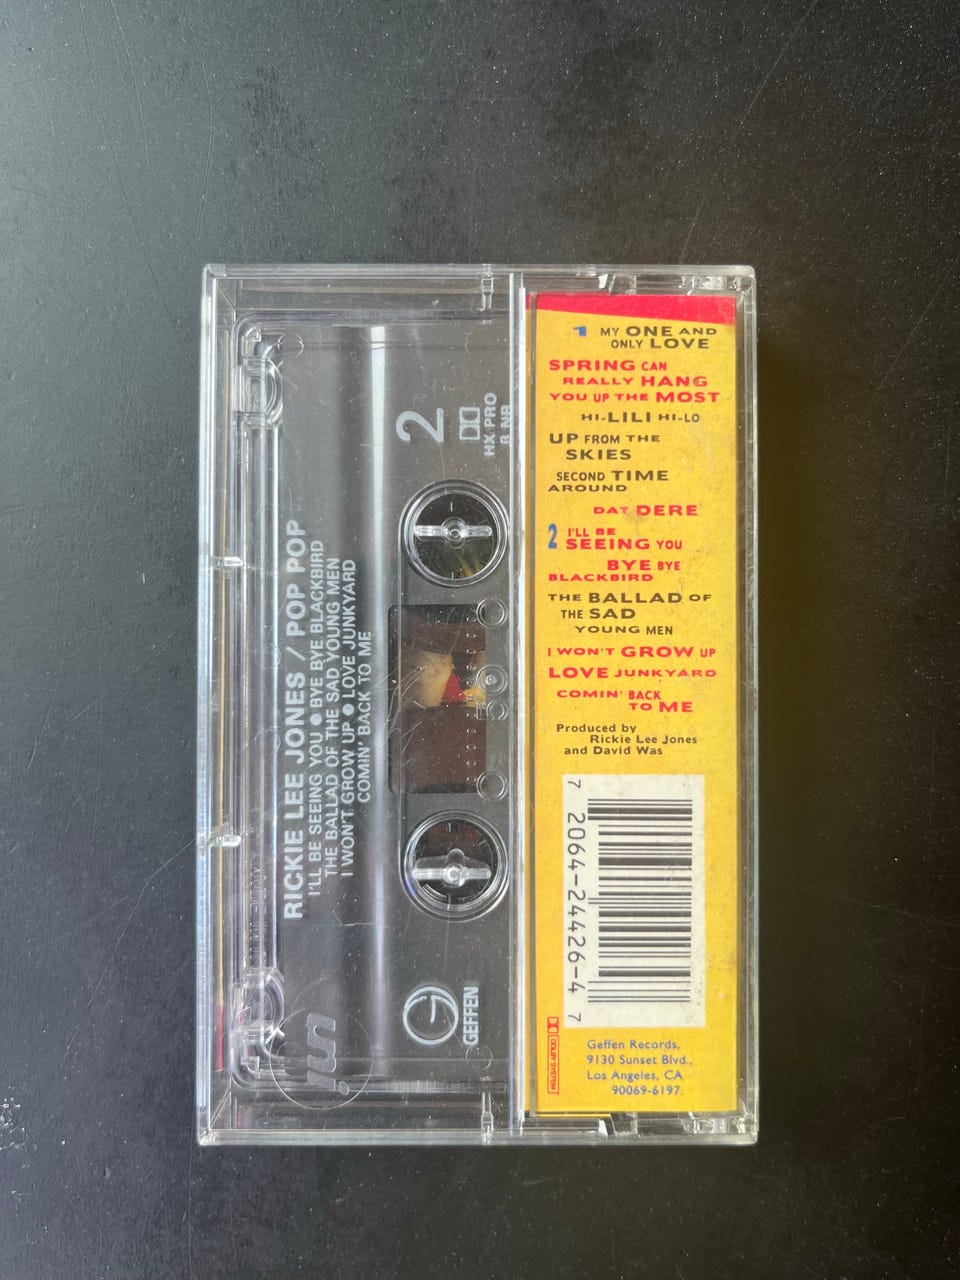 RICKIE LEE JONES / POP POP
I'LL BE SEEING YOU ● BYE BYE BLACKBIRD
THE BALLAD OF THE SAD YOUNG MEN
I WON'T GROW UP ● LOVE JUNKYARD
COMIN' BACK TO ME
2
HX PRO
B NR
GEFFEN
1 MY ONE AND
ONLY LOVE
SPRING CAN
REALLY HANG
YOU UP THE MOST
HI-LILI HI-LO
UP FROM THE
SKIES
SECOND TIME
AROUND
DAT DERE
2 I'LL BE
SEEING YOU
BYE BYE
BLACKBIRD
THE BALLAD OF
THE SAD
YOUNG MEN
I WON'T GROW UP
LOVE JUNKYARD
COMIN' BACK
TO ME
Produced by
Rickie Lee Jones
and David Was
7 2064-24426-4 7
DOLBY SYSTEM
Geffen Records,
9130 Sunset Blvd.,
Los Angeles, CA
90069-6197.